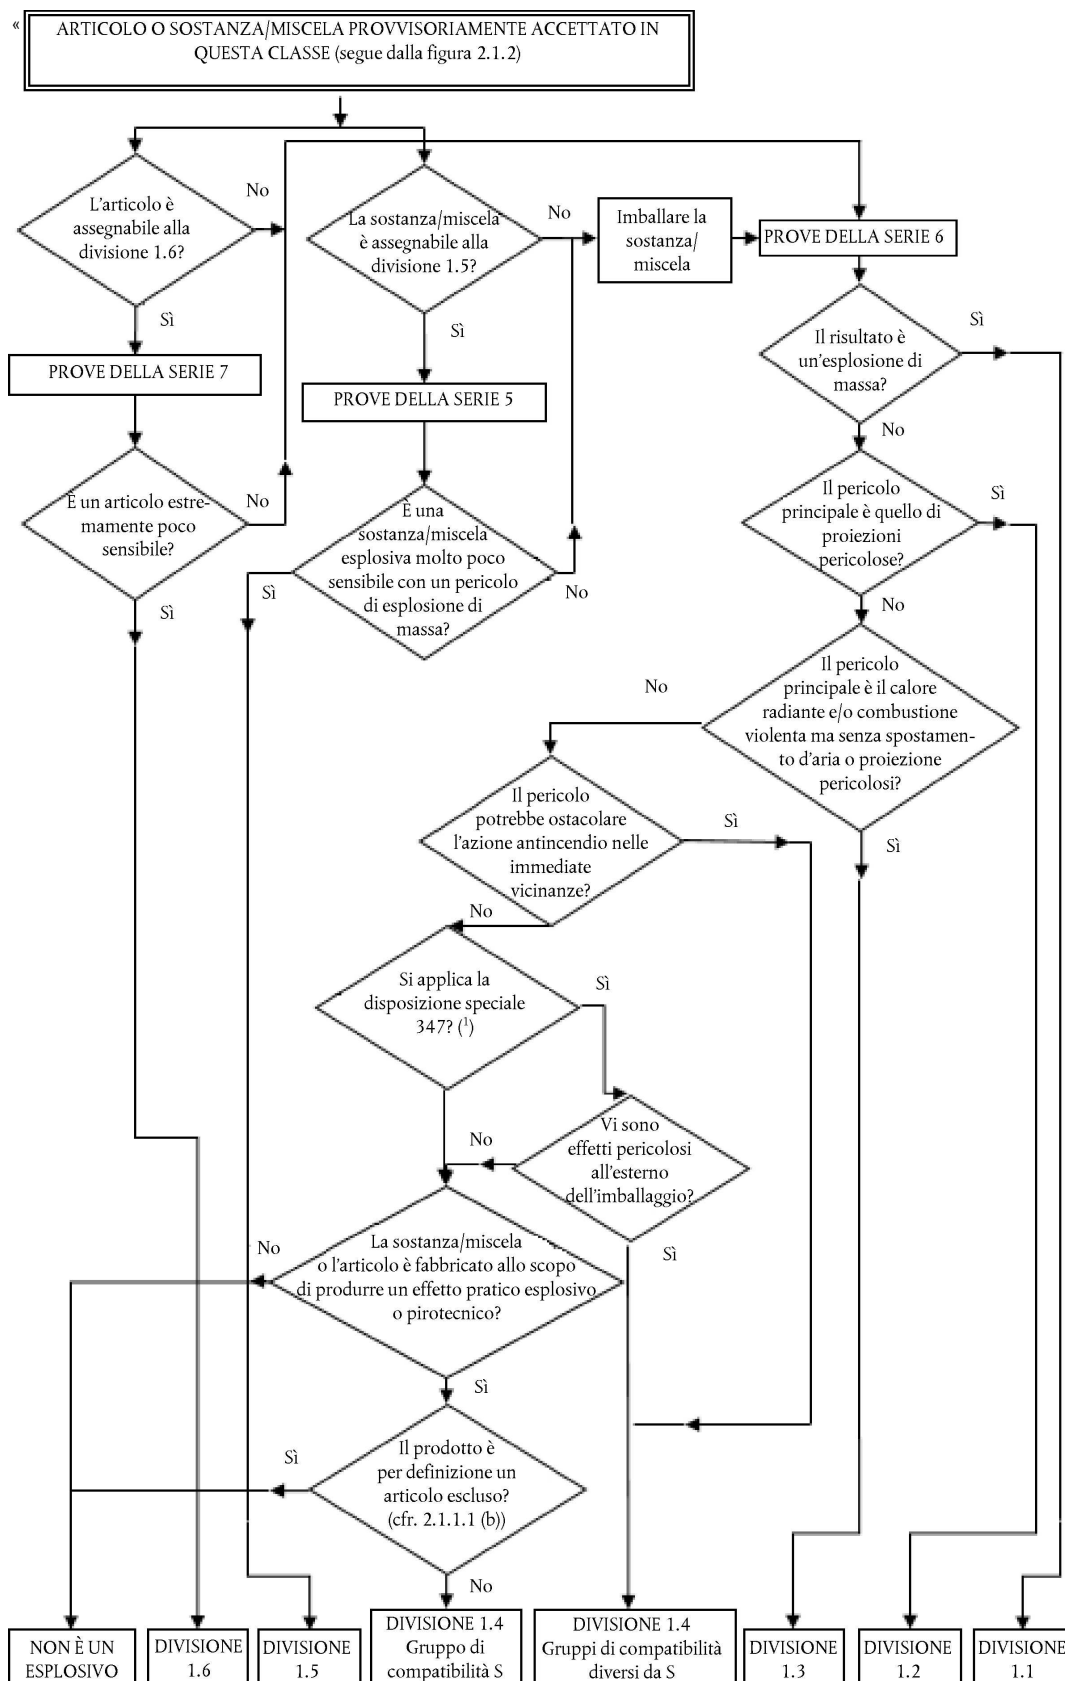 «
ARTICOLO O SOSTANZA/MISCELA PROVVISORIAMENTE ACCETTATO IN
QUESTA CLASSE (segue dalla figura 2.1.2)
L'articolo è
assegnabile alla
divisione 1.6?
No
Sì
La sostanza/miscela
è assegnabile alla
divisione 1.5?
No
Sì
Imballare la
sostanza/
miscela
PROVE DELLA SERIE 6
PROVE DELLA SERIE 7
PROVE DELLA SERIE 5
Il risultato è
un'esplosione di
massa?
Sì
No
È un articolo estre-
mamente poco
sensibile?
No
Sì
È una
sostanza/miscela
esplosiva molto poco
sensibile con un pericolo
di esplosione di
massa?
Sì
No
Il pericolo
principale è quello di
proiezioni
pericolose?
Sì
No
Il pericolo
principale è il calore
radiante e/o combustione
violenta ma senza spostamen-
to d'aria o proiezione
pericolosi?
No
Sì
Il pericolo
potrebbe ostacolare
l'azione antincendio nelle
immediate
vicinanze?
Sì
No
Si applica la
disposizione speciale
347? (¹)
Sì
Vi sono
effetti pericolosi
all'esterno
dell'imballaggio?
No
Sì
La sostanza/miscela
o l'articolo è fabbricato allo scopo
di produrre un effetto pratico esplosivo
o pirotecnico?
No
Sì
Il prodotto è
per definizione un
articolo escluso?
(cfr. 2.1.1.1 (b))
Sì
No
NON È UN
ESPLOSIVO
DIVISIONE
1.6
DIVISIONE
1.5
DIVISIONE 1.4
Gruppo di
compatibilità S
DIVISIONE 1.4
Gruppi di compatibilità
diversi da S
DIVISIONE
1.3
DIVISIONE
1.2
DIVISIONE
1.1